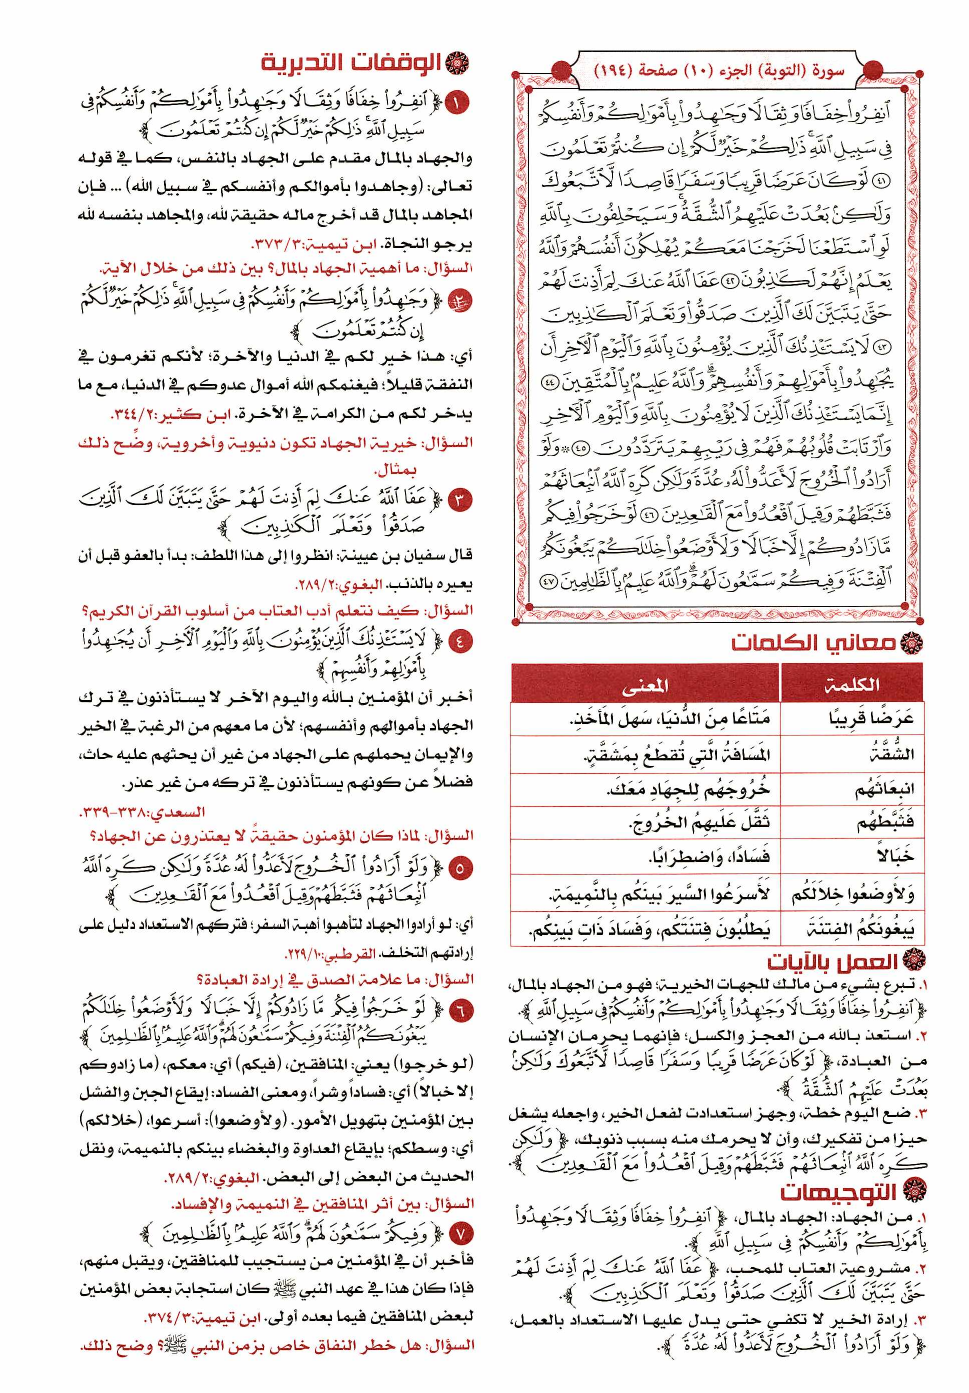 سورة (التوبة) الجزء (١٠) صفحة (١٩٤)
ٱنفِرُوا۟ خِفَافًا وَثِقَالًا وَجَٰهِدُوا۟ بِأَمْوَٰلِكُمْ وَأَنفُسِكُمْ
فِى سَبِيلِ ٱللَّهِ ۚ ذَٰلِكُمْ خَيْرٌ لَّكُمْ إِن كُنتُمْ تَعْلَمُونَ
٤١ لَوْ كَانَ عَرَضًا قَرِيبًا وَسَفَرًا قَاصِدًا لَّٱتَّبَعُوكَ
وَلَٰكِنۢ بَعُدَتْ عَلَيْهِمُ ٱلشُّقَّةُ ۚ وَسَيَحْلِفُونَ بِٱللَّهِ
لَوِ ٱسْتَطَعْنَا لَخَرَجْنَا مَعَكُمْ يُهْلِكُونَ أَنفُسَهُمْ وَٱللَّهُ
يَعْلَمُ إِنَّهُمْ لَكَٰذِبُونَ ٤٢ عَفَا ٱللَّهُ عَنكَ لِمَ أَذِنتَ لَهُمْ
حَتَّىٰ يَتَبَيَّنَ لَكَ ٱلَّذِينَ صَدَقُوا۟ وَتَعْلَمَ ٱلْكَٰذِبِينَ
٤٣ لَا يَسْتَـْٔذِنُكَ ٱلَّذِينَ يُؤْمِنُونَ بِٱللَّهِ وَٱلْيَوْمِ ٱلْءَاخِرِ أَن
يُجَٰهِدُوا۟ بِأَمْوَٰلِهِمْ وَأَنفُسِهِمْ ۗ وَٱللَّهُ عَلِيمٌۢ بِٱلْمُتَّقِينَ ٤٤
إِنَّمَا يَسْتَـْٔذِنُكَ ٱلَّذِينَ لَا يُؤْمِنُونَ بِٱللَّهِ وَٱلْيَوْمِ ٱلْءَاخِرِ
وَٱرْتَابَتْ قُلُوبُهُمْ فَهُمْ فِى رَيْبِهِمْ يَتَرَدَّدُونَ ٤٥ ۞ وَلَوْ
أَرَادُوا۟ ٱلْخُرُوجَ لَأَعَدُّوا۟ لَهُۥ عُدَّةً وَلَٰكِن كَرِهَ ٱللَّهُ ٱنۢبِعَاثَهُمْ
فَثَبَّطَهُمْ وَقِيلَ ٱقْعُدُوا۟ مَعَ ٱلْقَٰعِدِينَ ٤٦ لَوْ خَرَجُوا۟ فِيكُم
مَّا زَادُوكُمْ إِلَّا خَبَالًا وَلَأَوْضَعُوا۟ خِلَٰلَكُمْ يَبْغُونَكُمُ
ٱلْفِتْنَةَ وَفِيكُمْ سَمَّٰعُونَ لَهُمْ ۗ وَٱللَّهُ عَلِيمٌۢ بِٱلظَّٰلِمِينَ ٤٧
معاني الكلمات
الكلمة المعنى
عَرَضًا قَرِيبًا مَتَاعًا مِنَ الدُّنيَا، سَهلَ المَأخَذِ.
الشُّقَّةُ المَسَافَةُ الَّتِي تُقطَعُ بِمَشَقَّةٍ.
انبِعَاثَهُم خُرُوجَهُم لِلجِهَادِ مَعَكَ.
فَثَبَّطَهُم ثَقَّلَ عَلَيهِمُ الخُرُوجَ.
خَبَالاً فَسَادًا، وَاضطِرَابًا.
وَلأَوضَعُوا خِلالَكُم لَأَسرَعُوا السَّيرَ بَينَكُم بِالنَّمِيمَةِ.
يَبغُونَكُمُ الفِتنَةَ يَطلُبُونَ فِتنَتَكُم، وَفَسَادَ ذَاتِ بَينِكُم.
العمل بالآيات
١. تبرع بشيء من مالك للجهات الخيرية؛ فهو من الجهاد بالمال،
﴿ ٱنفِرُوا۟ خِفَافًا وَثِقَالًا وَجَٰهِدُوا۟ بِأَمْوَٰلِكُمْ وَأَنفُسِكُمْ فِى سَبِيلِ ٱللَّهِ ﴾.
٢. استعذ بالله من العجز والكسل؛ فإنهما يحرمان الإنسان
من العبادة، ﴿ لَوْ كَانَ عَرَضًا قَرِيبًا وَسَفَرًا قَاصِدًا لَّٱتَّبَعُوكَ وَلَٰكِنۢ
بَعُدَتْ عَلَيْهِمُ ٱلشُّقَّةُ ﴾.
٣. ضع اليوم خطة، وجهز استعدادات لفعل الخير، واجعله يشغل
حيزا من تفكيرك، وأن لا يحرمك منه بسبب ذنوبك، ﴿ وَلَٰكِن
كَرِهَ ٱللَّهُ ٱنۢبِعَاثَهُمْ فَثَبَّطَهُمْ وَقِيلَ ٱقْعُدُوا۟ مَعَ ٱلْقَٰعِدِينَ ﴾.
التوجيهات
١. من الجهاد: الجهاد بالمال، ﴿ ٱنفِرُوا۟ خِفَافًا وَثِقَالًا وَجَٰهِدُوا۟
بِأَمْوَٰلِكُمْ وَأَنفُسِكُمْ فِى سَبِيلِ ٱللَّهِ ﴾.
٢. مشروعية العتاب للمحب، ﴿ عَفَا ٱللَّهُ عَنكَ لِمَ أَذِنتَ لَهُمْ
حَتَّىٰ يَتَبَيَّنَ لَكَ ٱلَّذِينَ صَدَقُوا۟ وَتَعْلَمَ ٱلْكَٰذِبِينَ ﴾.
٣. إرادة الخير لا تكفي حتى يدل عليها الاستعداد بالعمل،
﴿ وَلَوْ أَرَادُوا۟ ٱلْخُرُوجَ لَأَعَدُّوا۟ لَهُۥ عُدَّةً ﴾.
الوقفات التدبرية
١ ﴿ ٱنفِرُوا۟ خِفَافًا وَثِقَالًا وَجَٰهِدُوا۟ بِأَمْوَٰلِكُمْ وَأَنفُسِكُمْ فِى
سَبِيلِ ٱللَّهِ ۚ ذَٰلِكُمْ خَيْرٌ لَّكُمْ إِن كُنتُمْ تَعْلَمُونَ ﴾
والجهاد بالمال مقدم على الجهاد بالنفس، كما في قوله
تعالى: (وجاهدوا بأموالكم وأنفسكم في سبيل الله) ... فإن
المجاهد بالمال قد أخرج ماله حقيقة لله، والمجاهد بنفسه لله
يرجو النجاة. ابن تيمية:٣٧٣/٣.
السؤال: ما أهمية الجهاد بالمال؟ بين ذلك من خلال الآية.
٢ ﴿ وَجَٰهِدُوا۟ بِأَمْوَٰلِكُمْ وَأَنفُسِكُمْ فِى سَبِيلِ ٱللَّهِ ۚ ذَٰلِكُمْ خَيْرٌ لَّكُمْ
إِن كُنتُمْ تَعْلَمُونَ ﴾
أي: هذا خير لكم في الدنيا والآخرة؛ لأنكم تغرمون في
النفقة قليلاً؛ فيغنمكم الله أموال عدوكم في الدنيا، مع ما
يدخر لكم من الكرامة في الآخرة. ابن كثير:٣٤٤/٢.
السؤال: خيرية الجهاد تكون دنيوية وأخروية، وضِّح ذلك
بمثال.
٣ ﴿ عَفَا ٱللَّهُ عَنكَ لِمَ أَذِنتَ لَهُمْ حَتَّىٰ يَتَبَيَّنَ لَكَ ٱلَّذِينَ
صَدَقُوا۟ وَتَعْلَمَ ٱلْكَٰذِبِينَ ﴾
قال سفيان بن عيينة: انظروا إلى هذا اللطف: بدأ بالعفو قبل أن
يعيره بالذنب. البغوي:٢٨٩/٢.
السؤال: كيف نتعلم أدب العتاب من أسلوب القرآن الكريم؟
٤ ﴿ لَا يَسْتَـْٔذِنُكَ ٱلَّذِينَ يُؤْمِنُونَ بِٱللَّهِ وَٱلْيَوْمِ ٱلْءَاخِرِ أَن يُجَٰهِدُوا۟
بِأَمْوَٰلِهِمْ وَأَنفُسِهِمْ ﴾
أخبر أن المؤمنين بالله واليوم الآخر لا يستأذنون في ترك
الجهاد بأموالهم وأنفسهم؛ لأن ما معهم من الرغبة في الخير
والإيمان يحملهم على الجهاد من غير أن يحثهم عليه حاث،
فضلاً عن كونهم يستأذنون في تركه من غير عذر.
السعدي:٣٣٨-٣٣٩.
السؤال: لماذا كان المؤمنون حقيقةً لا يعتذرون عن الجهاد؟
٥ ﴿ وَلَوْ أَرَادُوا۟ ٱلْخُرُوجَ لَأَعَدُّوا۟ لَهُۥ عُدَّةً وَلَٰكِن كَرِهَ ٱللَّهُ
ٱنۢبِعَاثَهُمْ فَثَبَّطَهُمْ وَقِيلَ ٱقْعُدُوا۟ مَعَ ٱلْقَٰعِدِينَ ﴾
أي: لو أرادوا الجهاد لتأهبوا أهبة السفر؛ فتركهم الاستعداد دليل على
إرادتهم التخلف. القرطبي:٢٢٩/١٠.
السؤال: ما علامة الصدق في إرادة العبادة؟
٦ ﴿ لَوْ خَرَجُوا۟ فِيكُم مَّا زَادُوكُمْ إِلَّا خَبَالًا وَلَأَوْضَعُوا۟ خِلَٰلَكُمْ
يَبْغُونَكُمُ ٱلْفِتْنَةَ وَفِيكُمْ سَمَّٰعُونَ لَهُمْ ۗ وَٱللَّهُ عَلِيمٌۢ بِٱلظَّٰلِمِينَ ﴾
(لو خرجوا) يعني: المنافقين، (فيكم) أي: معكم، (ما زادوكم
إلا خبالاً) أي: فساداً وشراً، ومعنى الفساد: إيقاع الجبن والفشل
بين المؤمنين بتهويل الأمور. (ولأوضعوا): أسرعوا، (خلالكم)
أي: وسطكم؛ بإيقاع العداوة والبغضاء بينكم بالنميمة، ونقل
الحديث من البعض إلى البعض. البغوي:٢٨٩/٢.
السؤال: بين أثر المنافقين في النميمة والإفساد.
٧ ﴿ وَفِيكُمْ سَمَّٰعُونَ لَهُمْ ۗ وَٱللَّهُ عَلِيمٌۢ بِٱلظَّٰلِمِينَ ﴾
فأخبر أن في المؤمنين من يستجيب للمنافقين، ويقبل منهم،
فإذا كان هذا في عهد النبي ﷺ كان استجابة بعض المؤمنين
لبعض المنافقين فيما بعده أولى. ابن تيمية:٣٧٤/٣.
السؤال: هل خطر النفاق خاص بزمن النبي ﷺ؟ وضح ذلك.